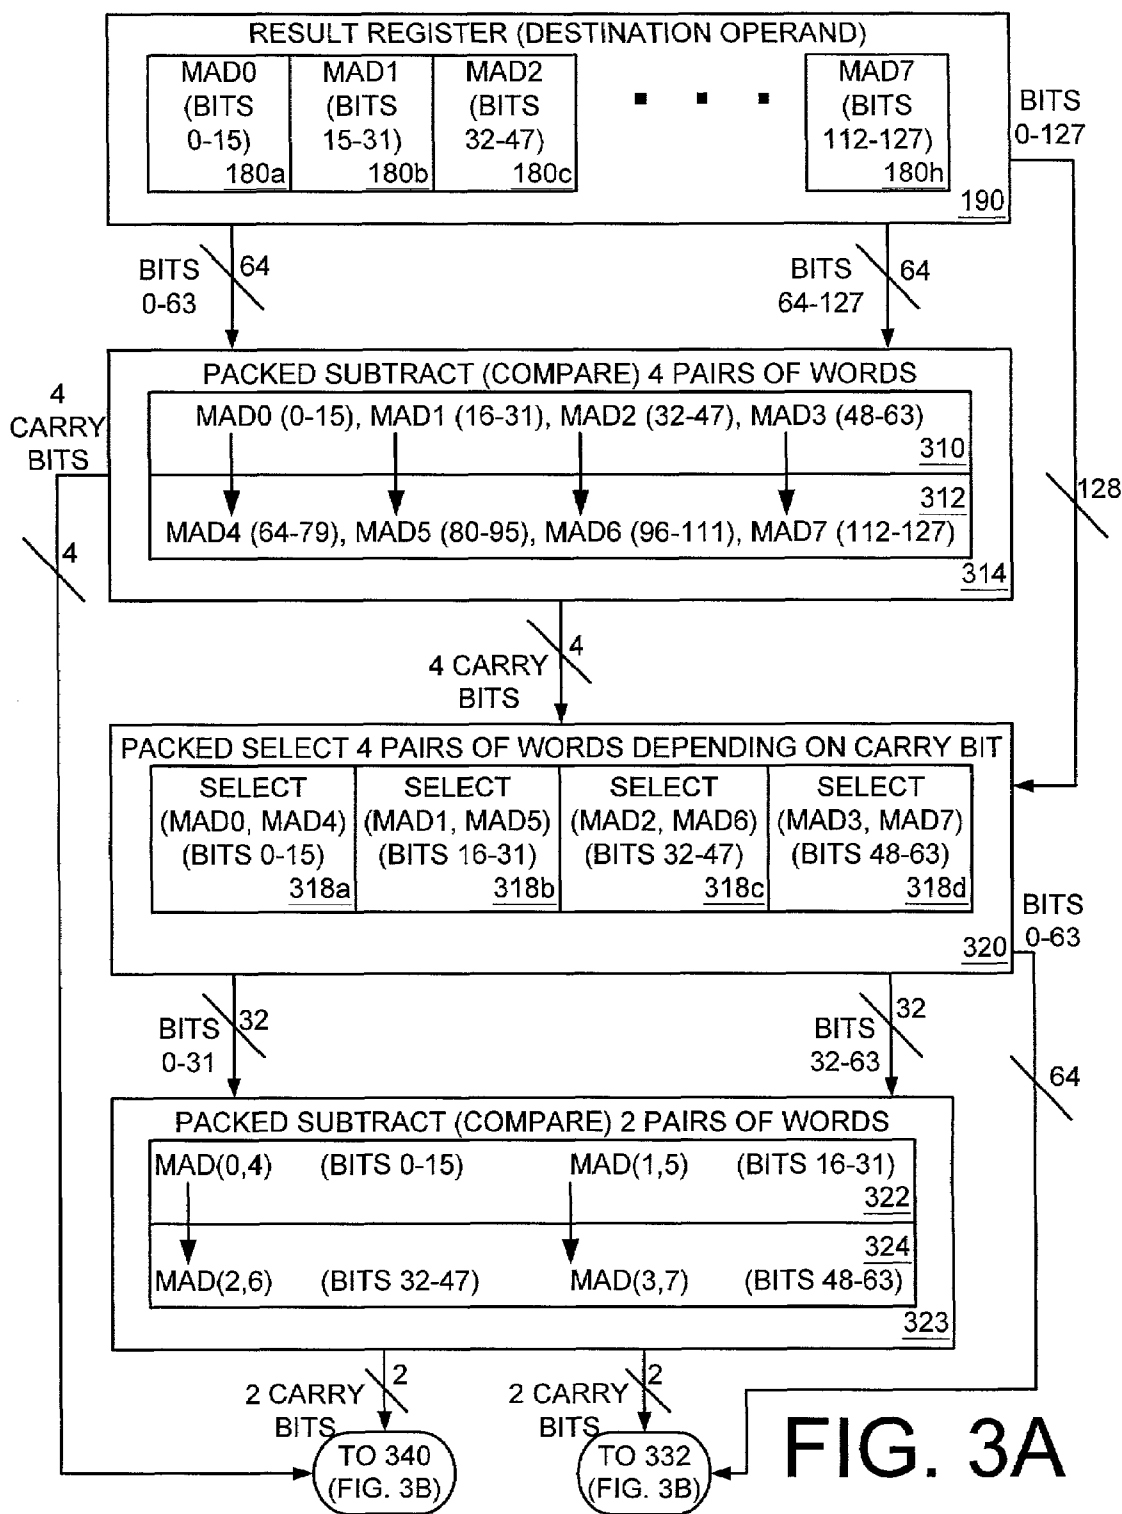 RESULT REGISTER (DESTINATION OPERAND)
MAD0
(BITS
0-15)
180a
MAD1
(BITS
15-31)
180b
MAD2
(BITS
32-47)
180c
MAD7
(BITS
112-127)
180h
190
BITS
0-127
BITS
0-63
64
BITS
64-127
64
128
PACKED SUBTRACT (COMPARE) 4 PAIRS OF WORDS
MAD0 (0-15), MAD1 (16-31), MAD2 (32-47), MAD3 (48-63)
310
312
MAD4 (64-79), MAD5 (80-95), MAD6 (96-111), MAD7 (112-127)
314
4
CARRY
BITS
4
4 CARRY
BITS
4
PACKED SELECT 4 PAIRS OF WORDS DEPENDING ON CARRY BIT
SELECT
(MAD0, MAD4)
(BITS 0-15)
318a
SELECT
(MAD1, MAD5)
(BITS 16-31)
318b
SELECT
(MAD2, MAD6)
(BITS 32-47)
318c
SELECT
(MAD3, MAD7)
(BITS 48-63)
318d
320
BITS
0-63
64
BITS
0-31
32
BITS
32-63
32
PACKED SUBTRACT (COMPARE) 2 PAIRS OF WORDS
MAD(0,4) (BITS 0-15) MAD(1,5) (BITS 16-31)
322
324
MAD(2,6) (BITS 32-47) MAD(3,7) (BITS 48-63)
323
2 CARRY
BITS
2
2 CARRY
BITS
2
TO 340
(FIG. 3B)
TO 332
(FIG. 3B)
FIG. 3A